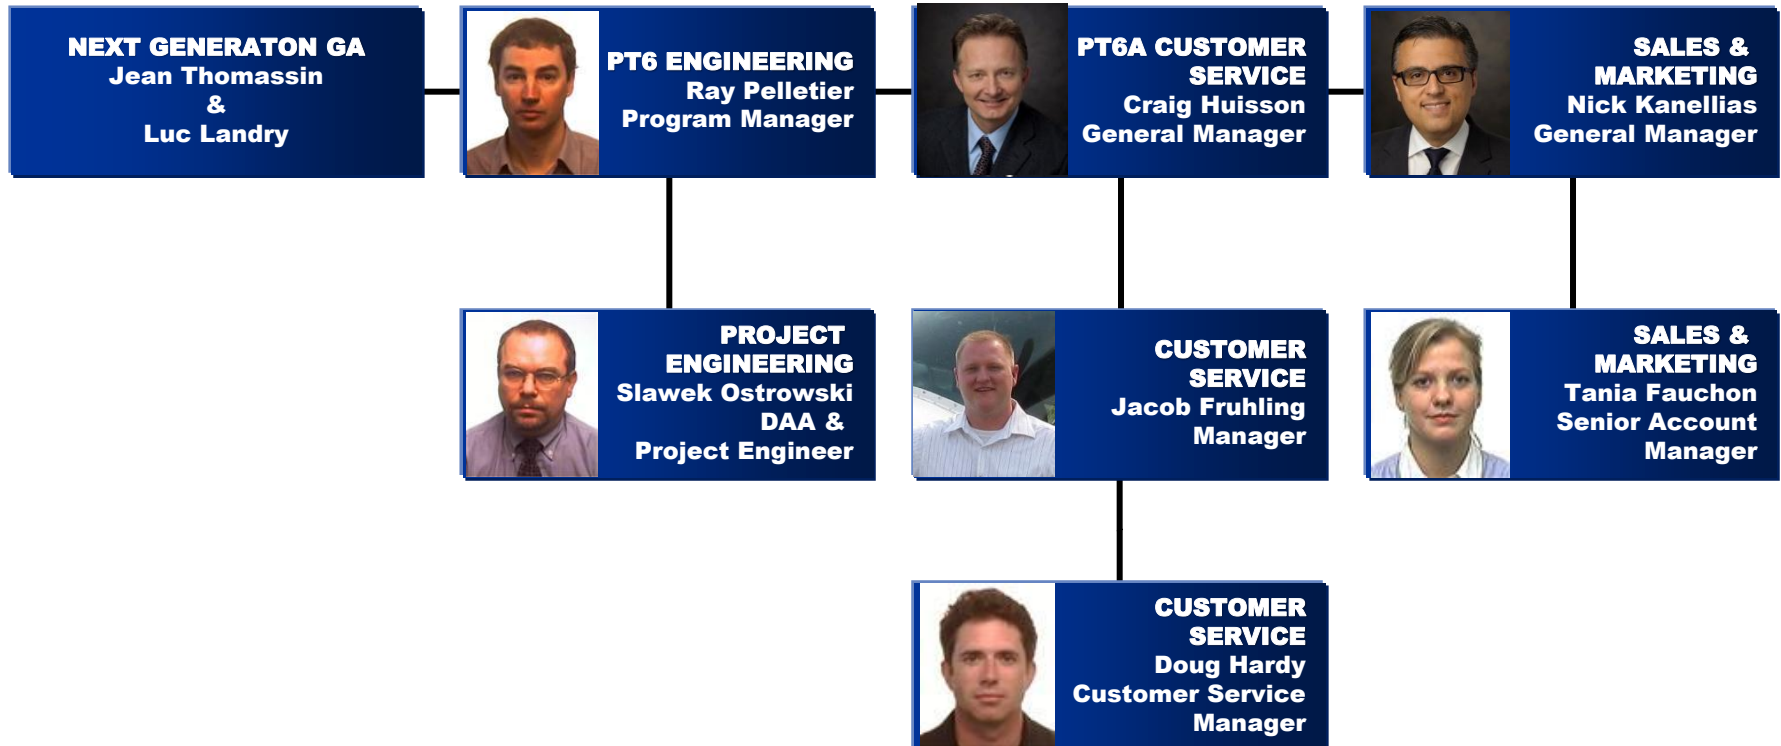 NEXT GENERATON GA
Jean Thomassin
&
Luc Landry
PT6 ENGINEERING
Ray Pelletier
Program Manager
PT6A CUSTOMER
SERVICE
Craig Huisson
General Manager
SALES &
MARKETING
Nick Kanellias
General Manager
PROJECT
ENGINEERING
Slawek Ostrowski
DAA &
Project Engineer
CUSTOMER
SERVICE
Jacob Fruhling
Manager
SALES &
MARKETING
Tania Fauchon
Senior Account
Manager
CUSTOMER
SERVICE
Doug Hardy
Customer Service
Manager